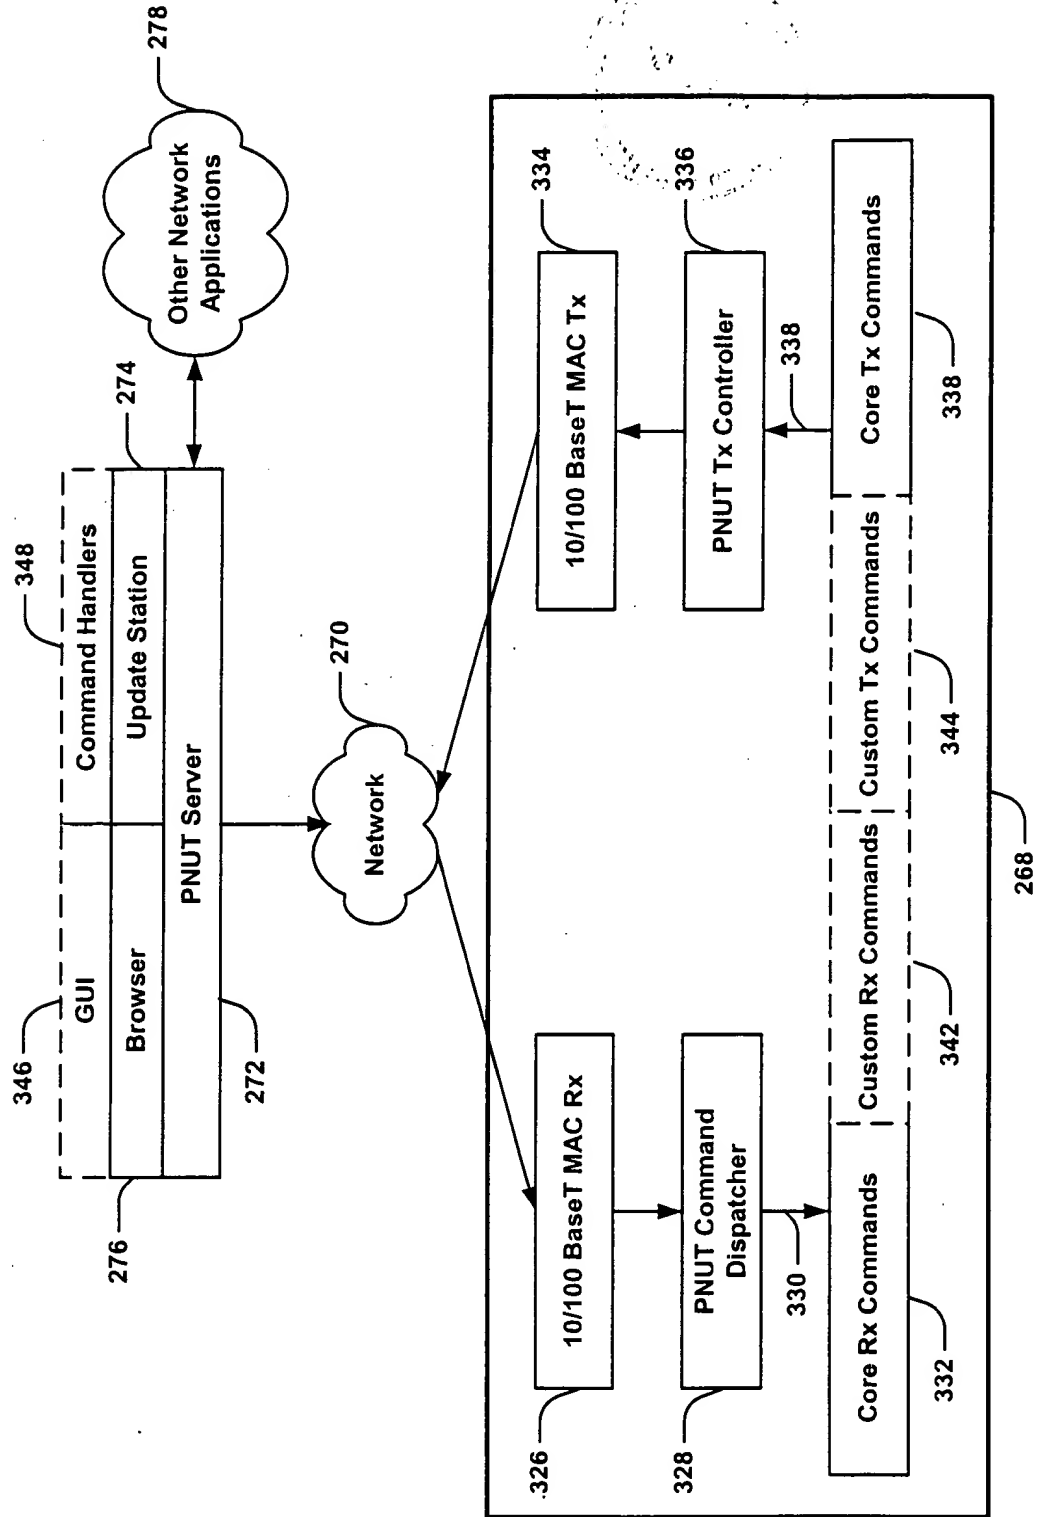 346
348
GUI
Command Handlers
276
Browser
Update Station
274
PNUT Server
272
Other Network
Applications
278
Network
270
326
10/100 BaseT MAC Rx
10/100 BaseT MAC Tx
334
328
PNUT Command
Dispatcher
PNUT Tx Controller
336
330
338
Core Rx Commands
Custom Rx Commands
Custom Tx Commands
Core Tx Commands
332
342
344
338
268